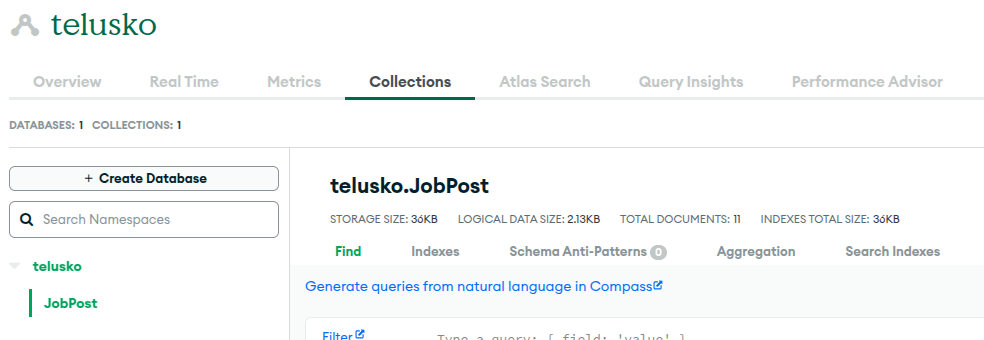 telusko
Overview Real Time Metrics Collections Atlas Search Query Insights Performance Advisor
DATABASES: 1 COLLECTIONS: 1
+ Create Database
Search Namespaces
telusko
JobPost
telusko.JobPost
STORAGE SIZE: 36KB LOGICAL DATA SIZE: 2.13KB TOTAL DOCUMENTS: 11 INDEXES TOTAL SIZE: 36KB
Find Indexes Schema Anti-Patterns 0 Aggregation Search Indexes
Generate queries from natural language in Compass
Filter Type a query: { field: 'value' }